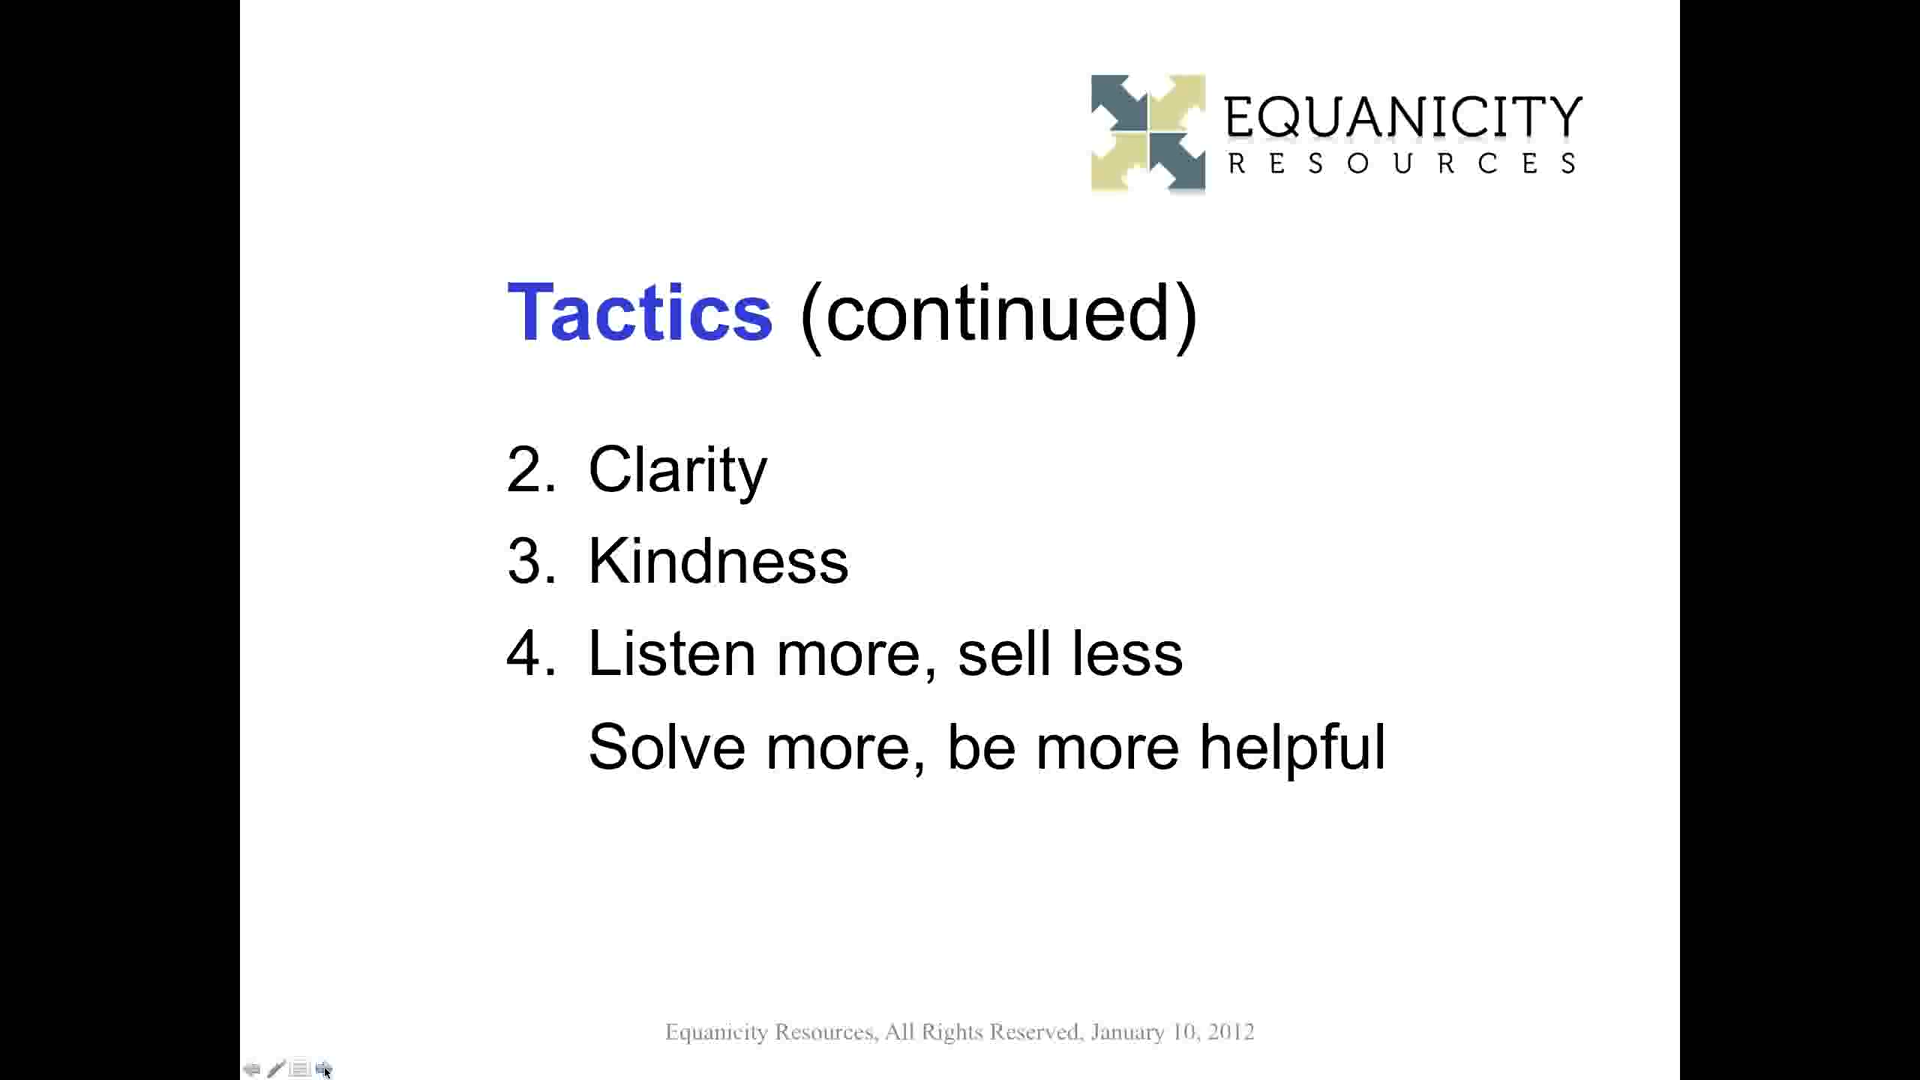 EQUANICITY
RESOURCES
Tactics (continued)
2. Clarity
3. Kindness
4. Listen more, sell less
Solve more, be more helpful
Equanicity Resources, All Rights Reserved, January 10, 2012